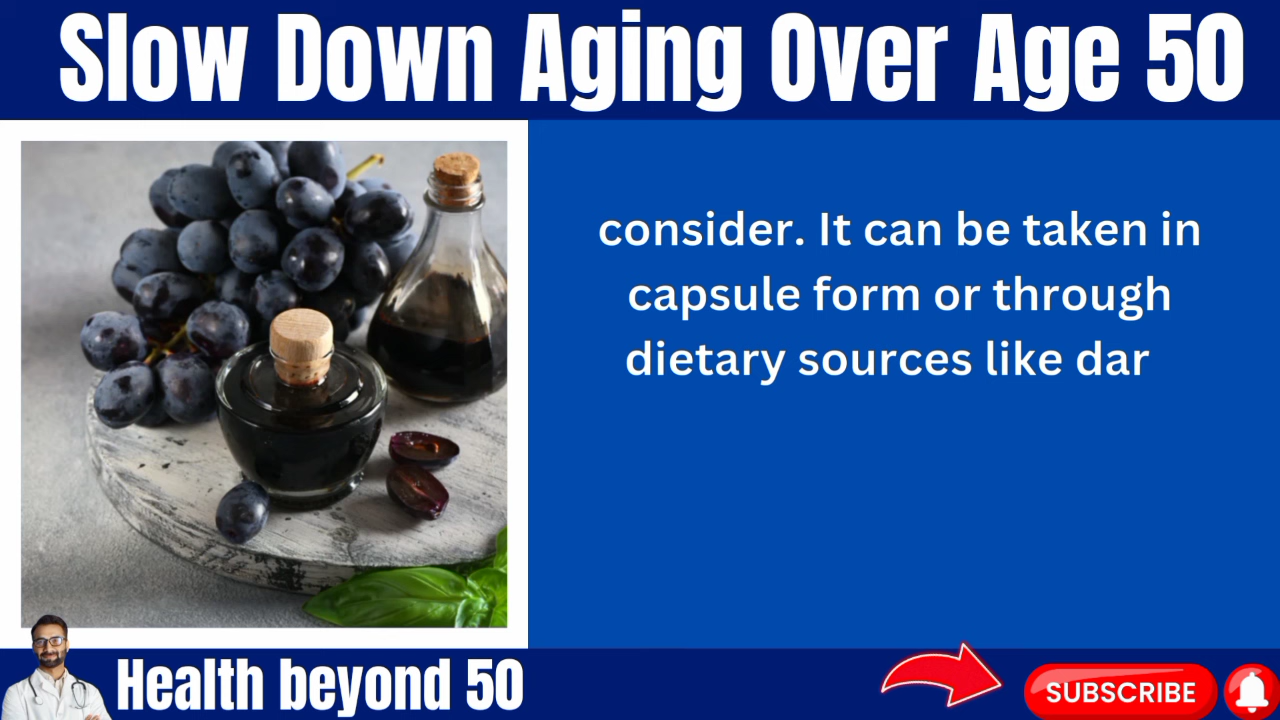 Slow Down Aging Over Age 50
consider. It can be taken in
capsule form or through
dietary sources like dar
Health beyond 50
SUBSCRIBE